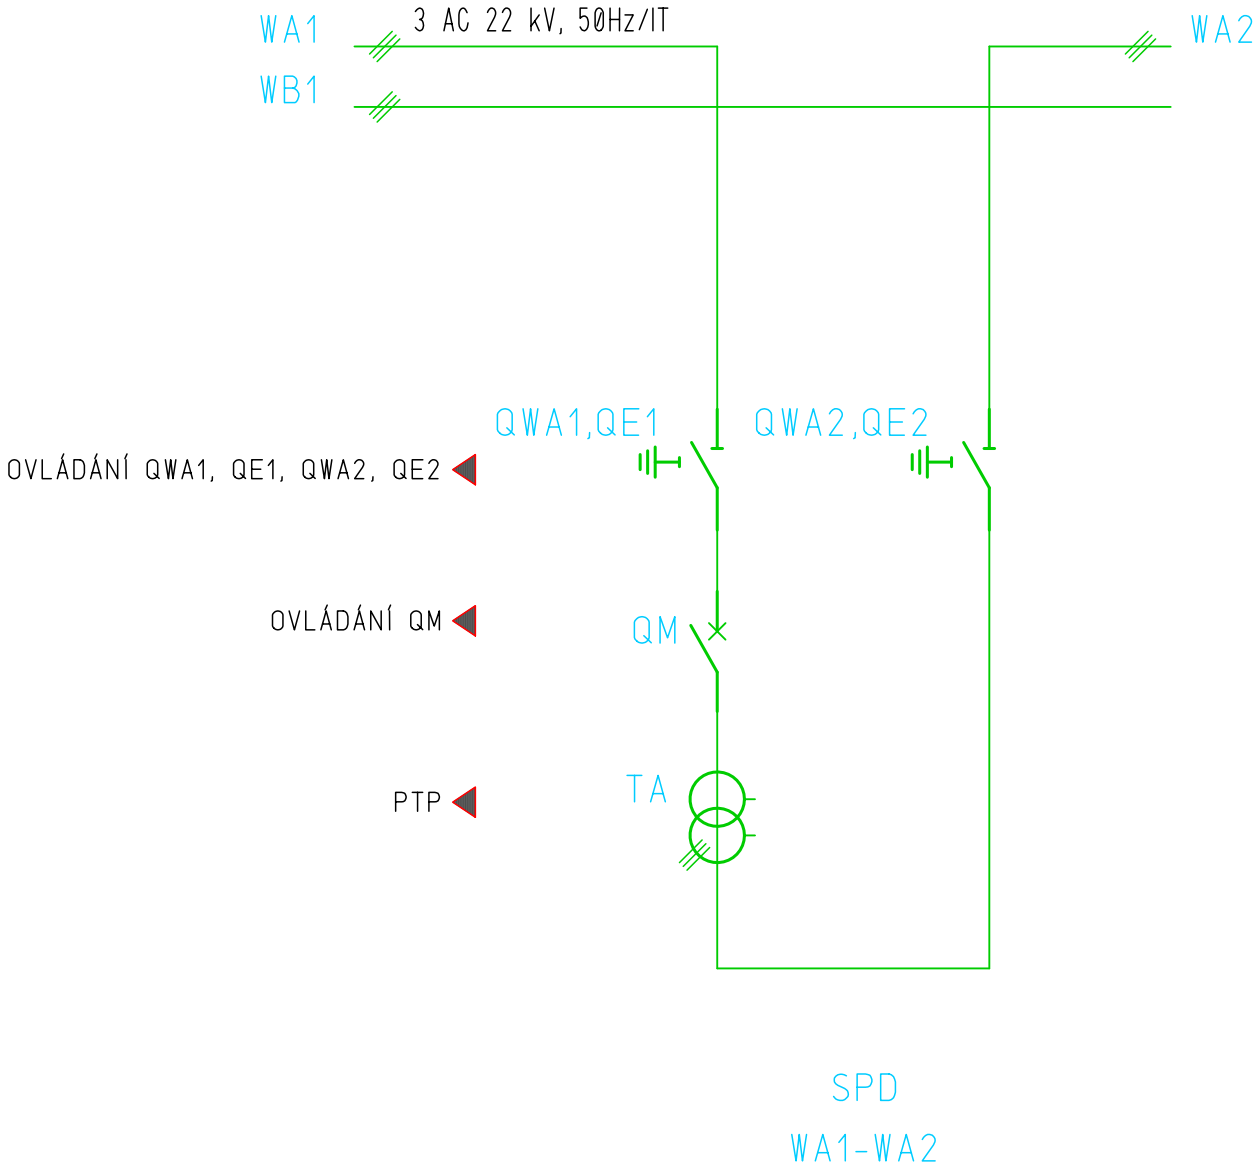 WA1 3 AC 22 kV, 50Hz/IT WA2
WB1
QWA1,QE1 QWA2,QE2
OVLÁDÁNÍ QWA1, QE1, QWA2, QE2
OVLÁDÁNÍ QM QM
TA
PTP
SPD
WA1-WA2